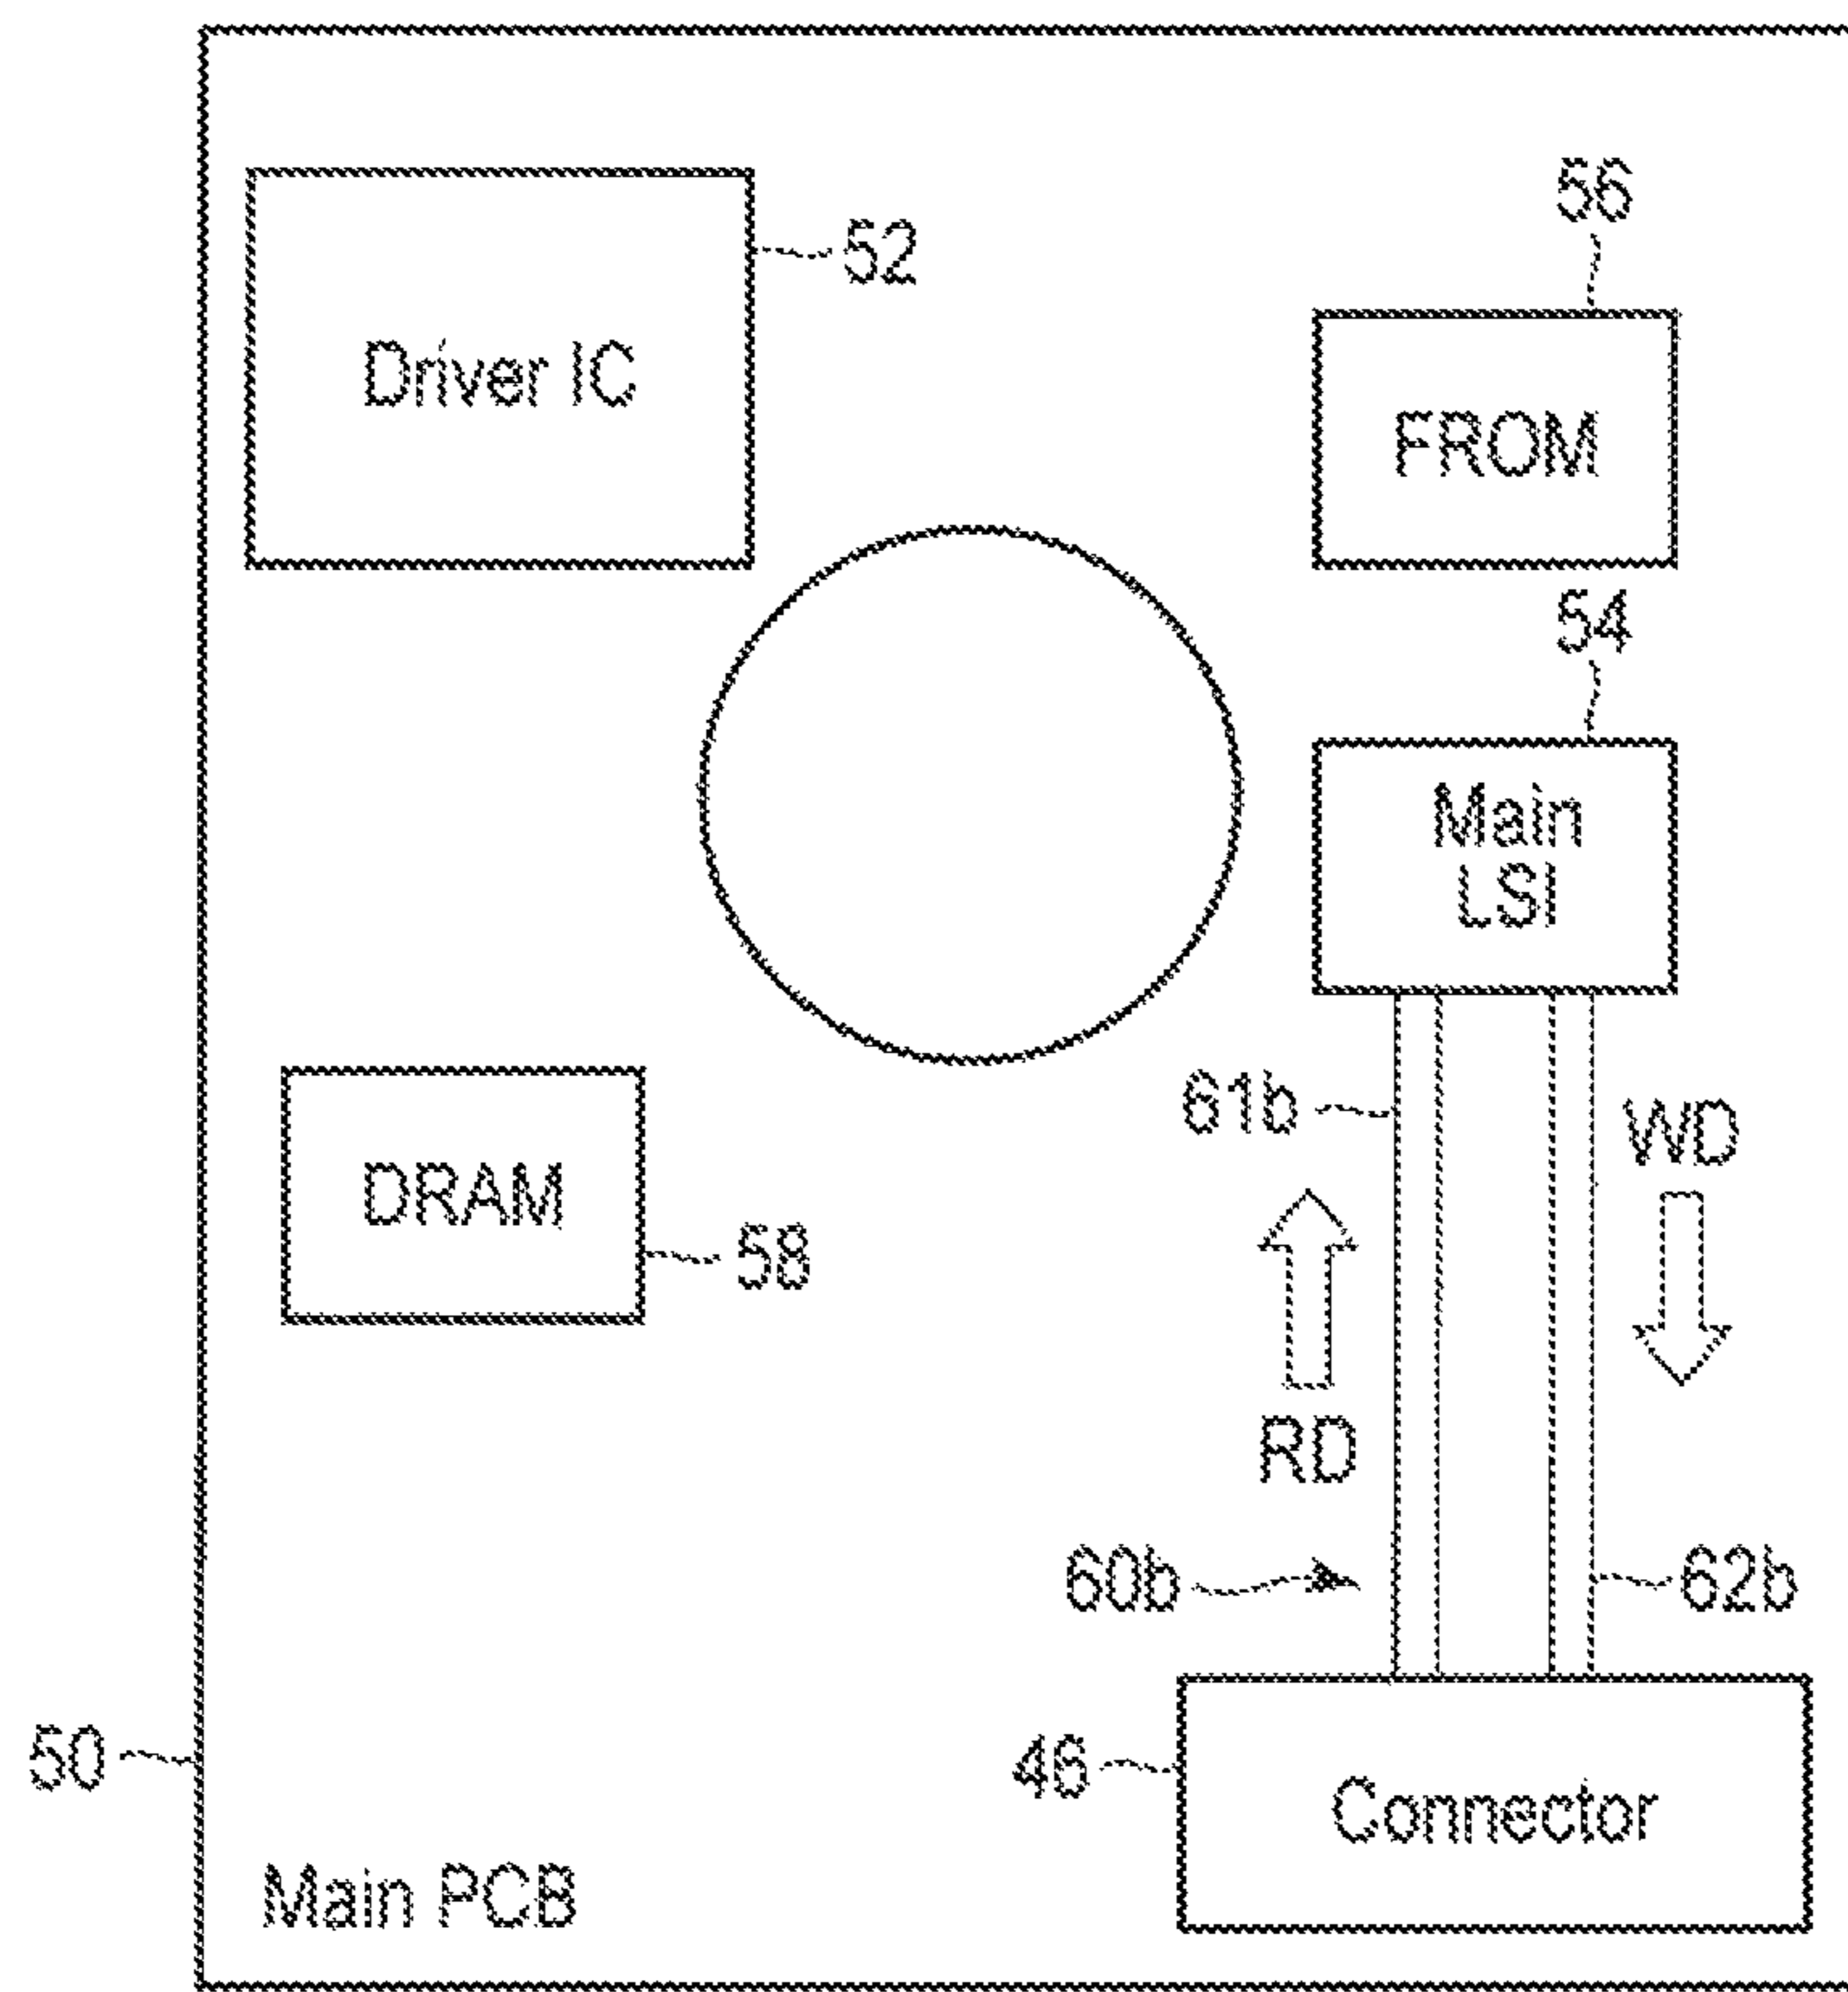 56
52
Driver IC
FROM
54
Main
LSI
61b
WD
DRAM
58
RD
60b
62b
50
46
Connector
Main PCB